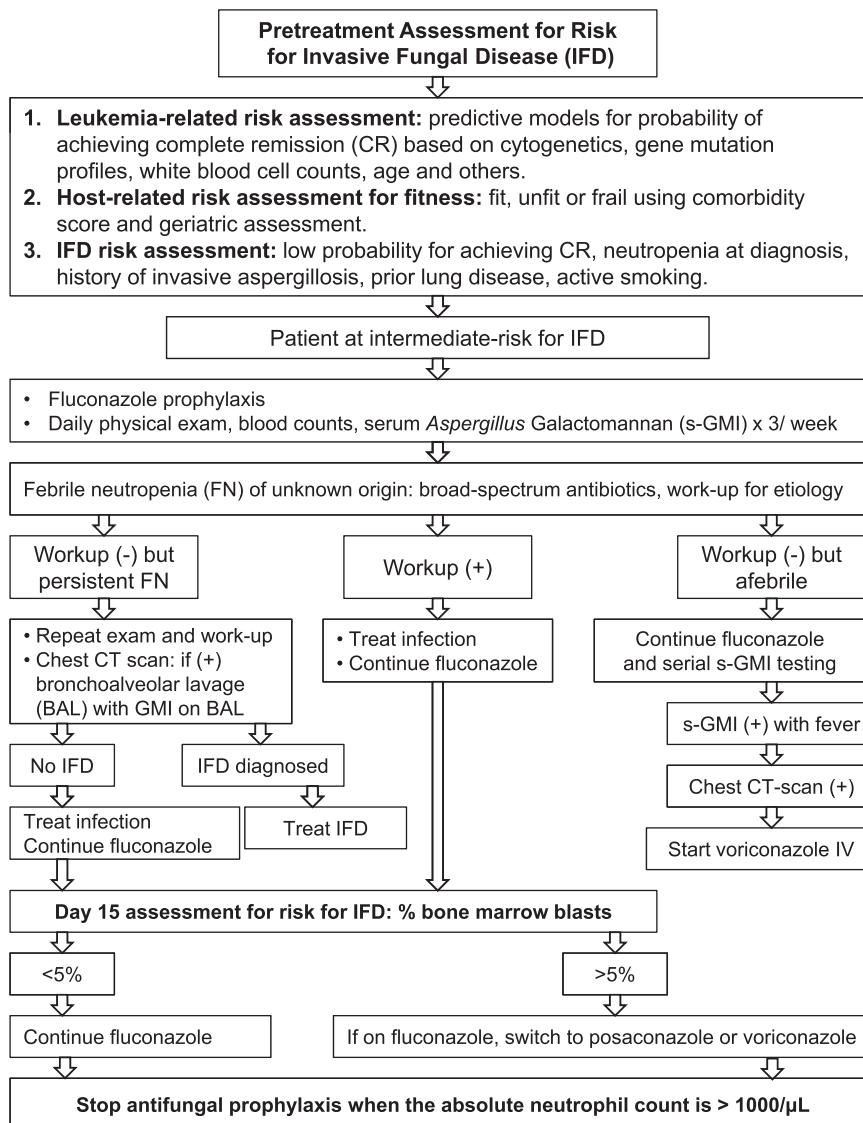 Pretreatment Assessment for Risk
for Invasive Fungal Disease (IFD)
1. Leukemia-related risk assessment: predictive models for probability of
achieving complete remission (CR) based on cytogenetics, gene mutation
profiles, white blood cell counts, age and others.
2. Host-related risk assessment for fitness: fit, unfit or frail using comorbidity
score and geriatric assessment.
3. IFD risk assessment: low probability for achieving CR, neutropenia at diagnosis,
history of invasive aspergillosis, prior lung disease, active smoking.
Patient at intermediate-risk for IFD
• Fluconazole prophylaxis
• Daily physical exam, blood counts, serum Aspergillus Galactomannan (s-GMI) x 3/ week
Febrile neutropenia (FN) of unknown origin: broad-spectrum antibiotics, work-up for etiology
Workup (-) but
persistent FN
Workup (+)
Workup (-) but
afebrile
• Repeat exam and work-up
• Chest CT scan: if (+)
bronchoalveolar lavage
(BAL) with GMI on BAL
• Treat infection
• Continue fluconazole
Continue fluconazole
and serial s-GMI testing
s-GMI (+) with fever
No IFD
IFD diagnosed
Chest CT-scan (+)
Treat infection
Continue fluconazole
Treat IFD
Start voriconazole IV
Day 15 assessment for risk for IFD: % bone marrow blasts
<5%
>5%
Continue fluconazole
If on fluconazole, switch to posaconazole or voriconazole
Stop antifungal prophylaxis when the absolute neutrophil count is > 1000/µL